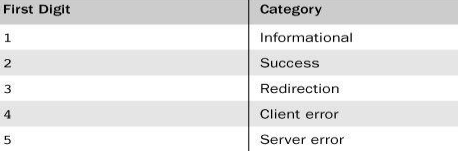 First Digit Category
1 Informational
2 Success
3 Redirection
4 Client error
5 Server error